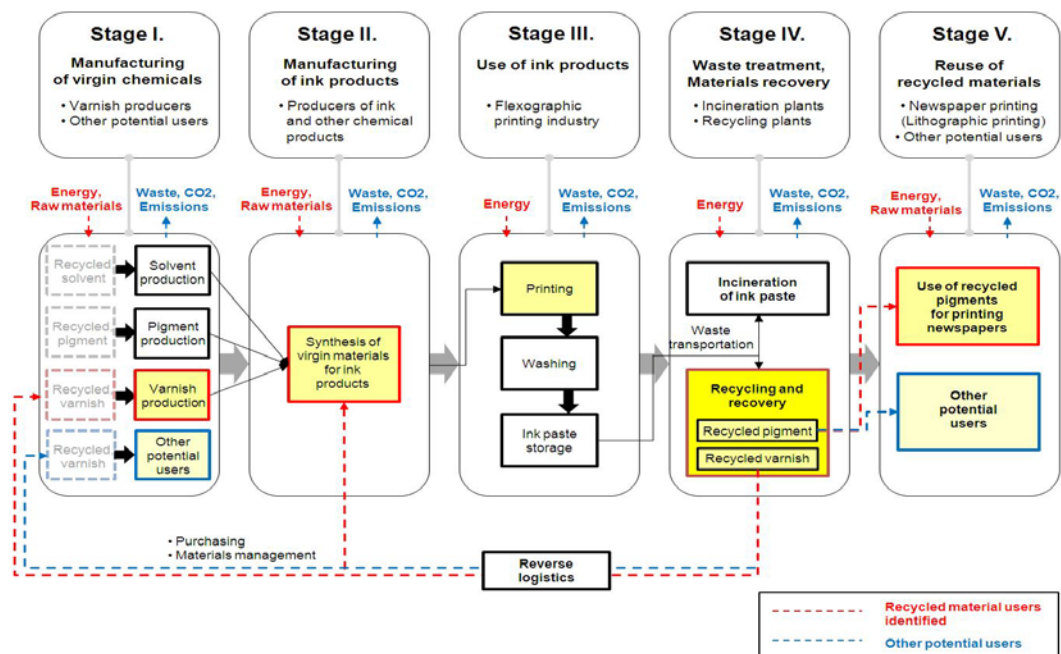 Stage I.
Manufacturing
of virgin chemicals
• Varnish producers
• Other potential users
Stage II.
Manufacturing
of ink products
• Producers of ink
and other chemical
products
Stage III.
Use of ink products
• Flexographic
printing industry
Stage IV.
Waste treatment,
Materials recovery
• Incineration plants
• Recycling plants
Stage V.
Reuse of
recycled materials
• Newspaper printing
(Lithographic printing)
• Other potential users
Energy,
Raw materials
Waste, CO2,
Emissions
Energy,
Raw materials
Waste, CO2,
Emissions
Energy
Waste, CO2,
Emissions
Energy
Waste, CO2,
Emissions
Energy,
Raw materials
Waste, CO2,
Emissions
Recycled
solvent
Solvent
production
Recycled
pigment
Pigment
production
Recycled
varnish
Varnish
production
Recycled
varnish
Other
potential
users
Synthesis of
virgin materials
for ink
products
Printing
Washing
Ink paste
storage
Incineration
of ink paste
Waste
transportation
Recycling and
recovery
Recycled pigment
Recycled varnish
Use of recycled
pigments
for printing
newspapers
Other
potential
users
• Purchasing
• Materials management
Reverse
logistics
Recycled material users
identified
Other potential users